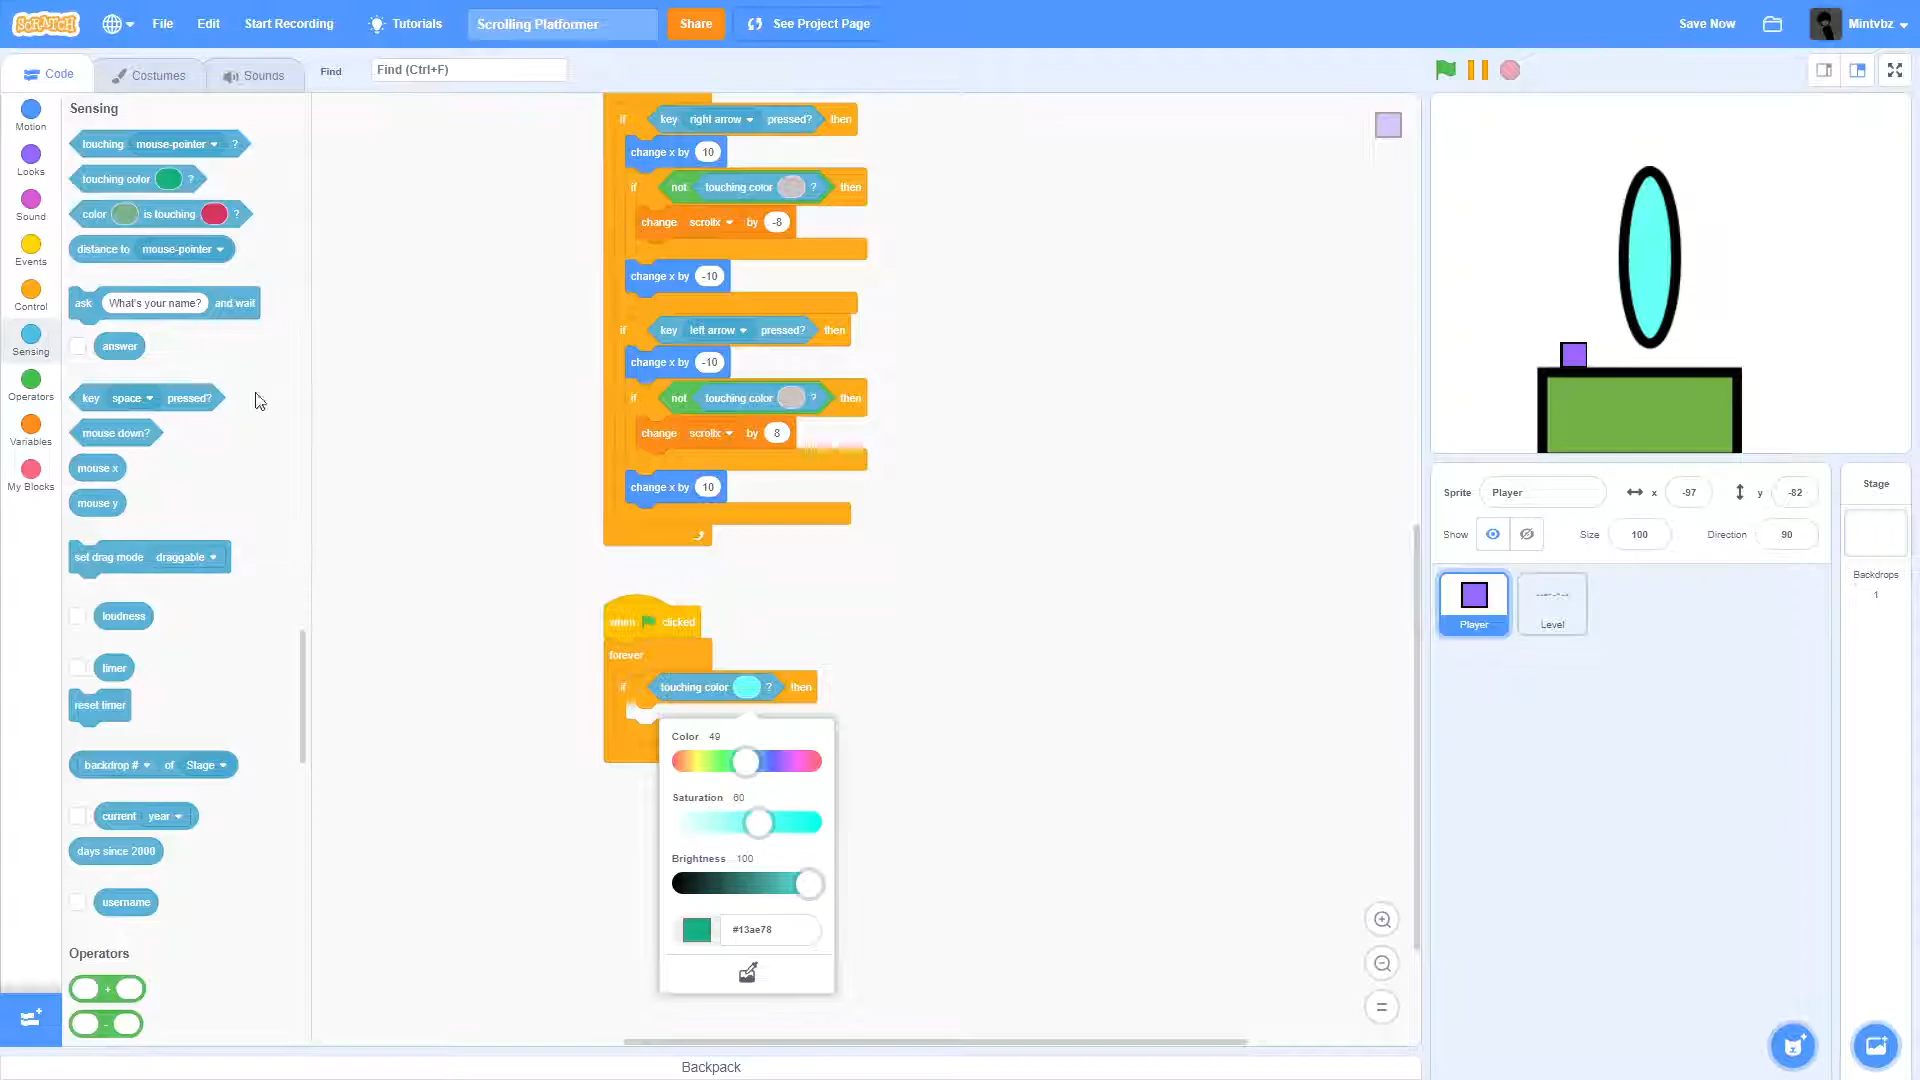 SCRATCH
File
Edit
Start Recording
Tutorials
Scrolling Platformer
Share
See Project Page
Save Now
Mintvbz
Code
Costumes
Sounds
Find
Find (Ctrl+F)
Motion
Looks
Sound
Events
Control
Sensing
Operators
Variables
My Blocks
Sensing
touching mouse-pointer ?
touching color ?
color is touching ?
distance to mouse-pointer
ask What's your name? and wait
answer
key space pressed?
mouse down?
mouse x
mouse y
set drag mode draggable
loudness
timer
reset timer
backdrop # of Stage
current year
days since 2000
username
Operators
+
-
if key right arrow pressed? then
change x by 10
if not touching color ? then
change scrollx by -8
change x by -10
if key left arrow pressed? then
change x by -10
if not touching color ? then
change scrollx by 8
change x by 10
when clicked
forever
if touching color ? then
Color 49
Saturation 60
Brightness 100
#13ae78
Backpack
Sprite Player x -97 y -82
Show Size 100 Direction 90
Player
Level
Stage
Backdrops
1